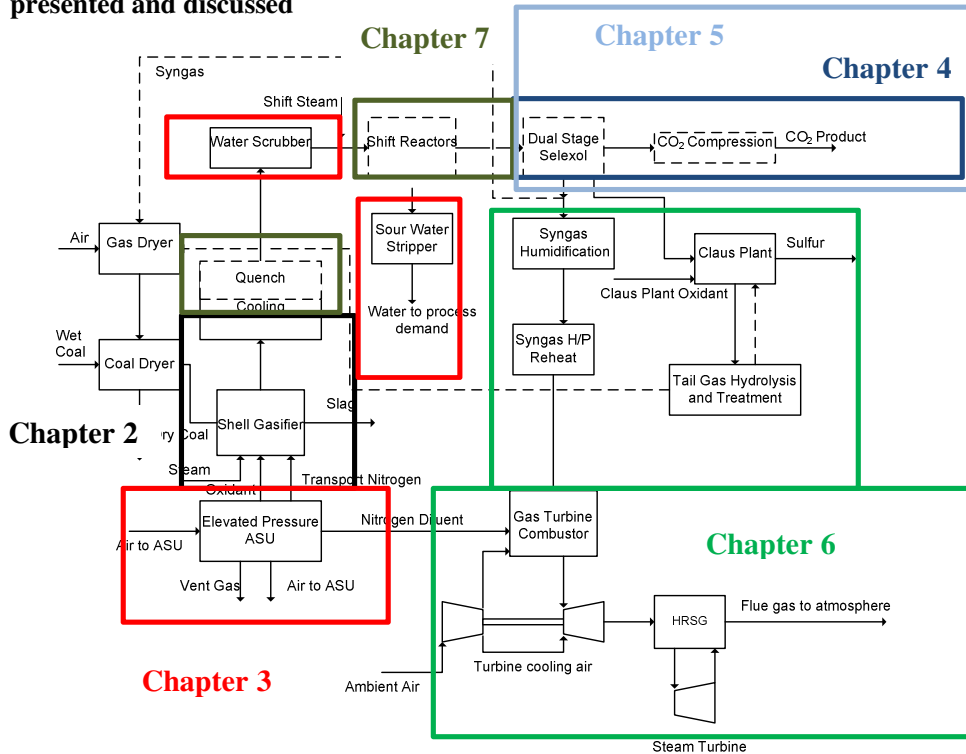 presented and discussed
Chapter 7
Chapter 5
Chapter 4
Syngas
Shift Steam
Water Scrubber
Shift Reactors
Dual Stage
Selexol
CO₂ Compression
CO₂ Product
Air
Gas Dryer
Sour Water
Stripper
Syngas
Humidification
Claus Plant
Sulfur
Quench
Cooling
Claus Plant Oxidant
Water to process
demand
Wet
Coal
Coal Dryer
Syngas H/P
Reheat
Tail Gas Hydrolysis
and Treatment
Shell Gasifier
Slag
Chapter 2
ry Coal
Steam
Oxidant
Transport Nitrogen
Elevated Pressure
ASU
Nitrogen Diluent
Gas Turbine
Combustor
Air to ASU
Chapter 6
Vent Gas
Air to ASU
HRSG
Flue gas to atmosphere
Turbine cooling air
Chapter 3
Ambient Air
Steam Turbine